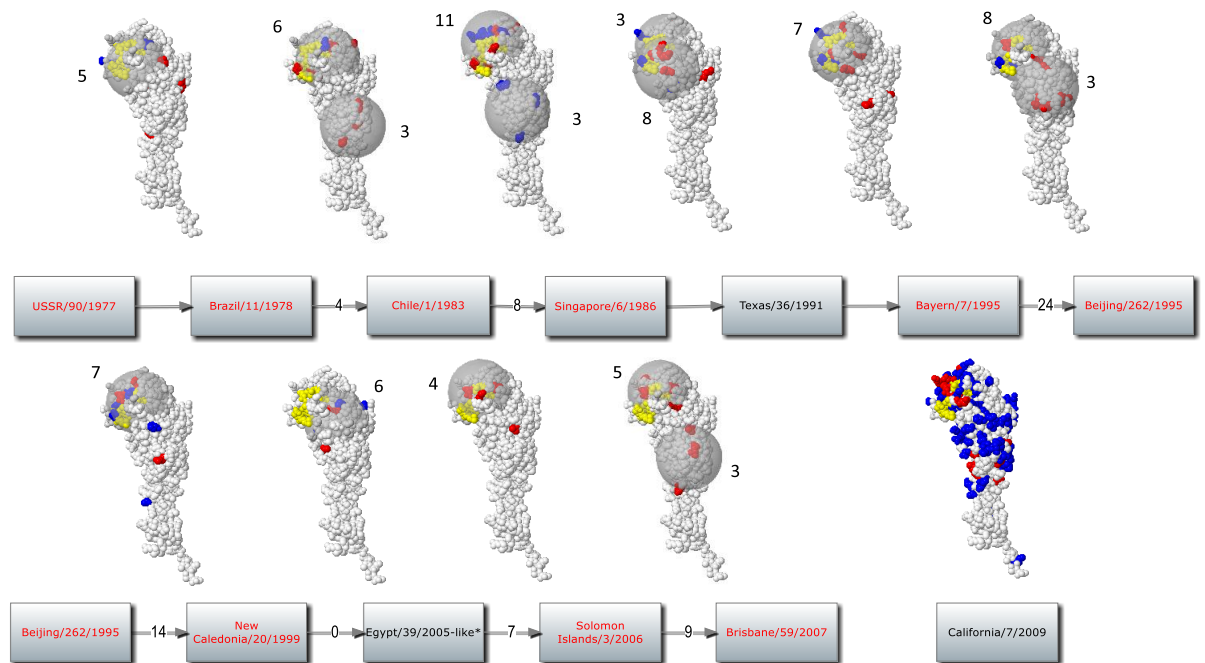 5
6
3
11
3
3
8
7
8
3
USSR/90/1977
Brazil/11/1978
4
Chile/1/1983
8
Singapore/6/1986
Texas/36/1991
Bayern/7/1995
24
Beijing/262/1995
7
6
4
5
3
Beijing/262/1995
14
New
Caledonia/20/1999
0
Egypt/39/2005-like*
7
Solomon
Islands/3/2006
9
Brisbane/59/2007
California/7/2009